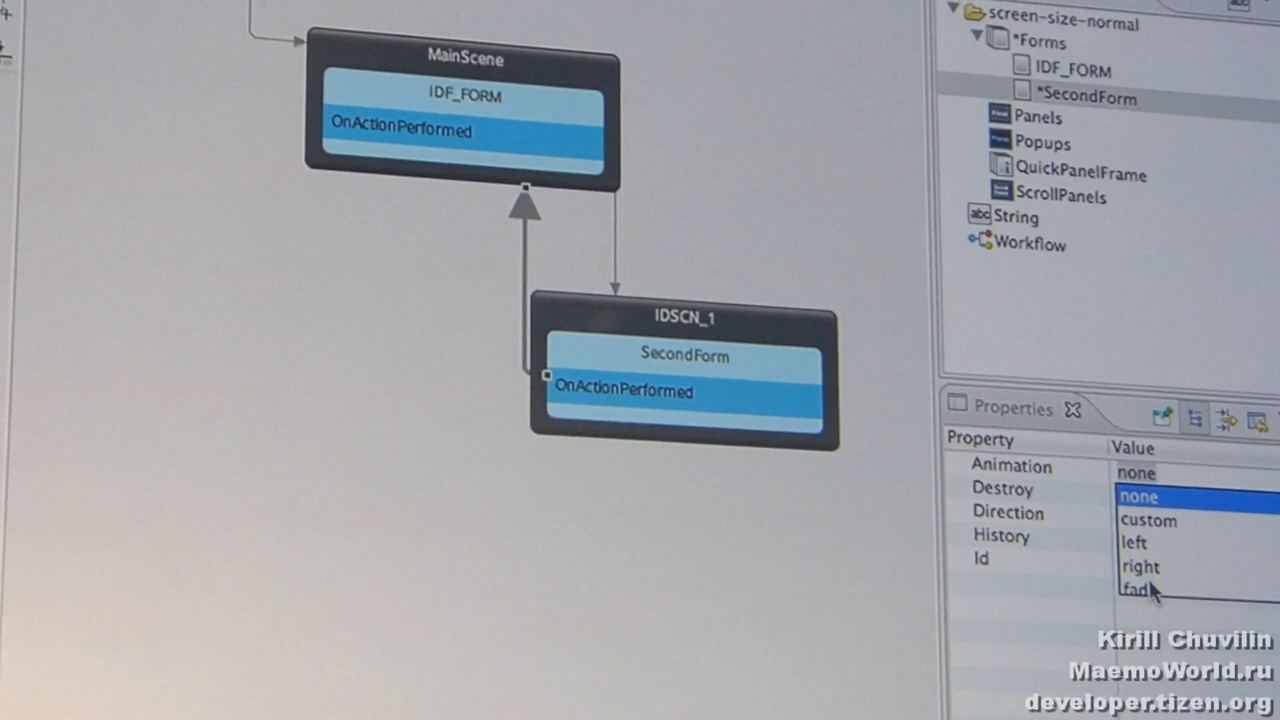 MainScene
IDF_FORM
OnActionPerformed
IDSCN_1
SecondForm
OnActionPerformed
screen-size-normal
*Forms
IDF_FORM
*SecondForm
Panels
Popups
QuickPanelFrame
ScrollPanels
abc String
Workflow
Properties
Property Value
Animation none
Destroy none
Direction custom
History left
Id right
fad
Kirill Chuvilin
MaemoWorld.ru
developer.tizen.org